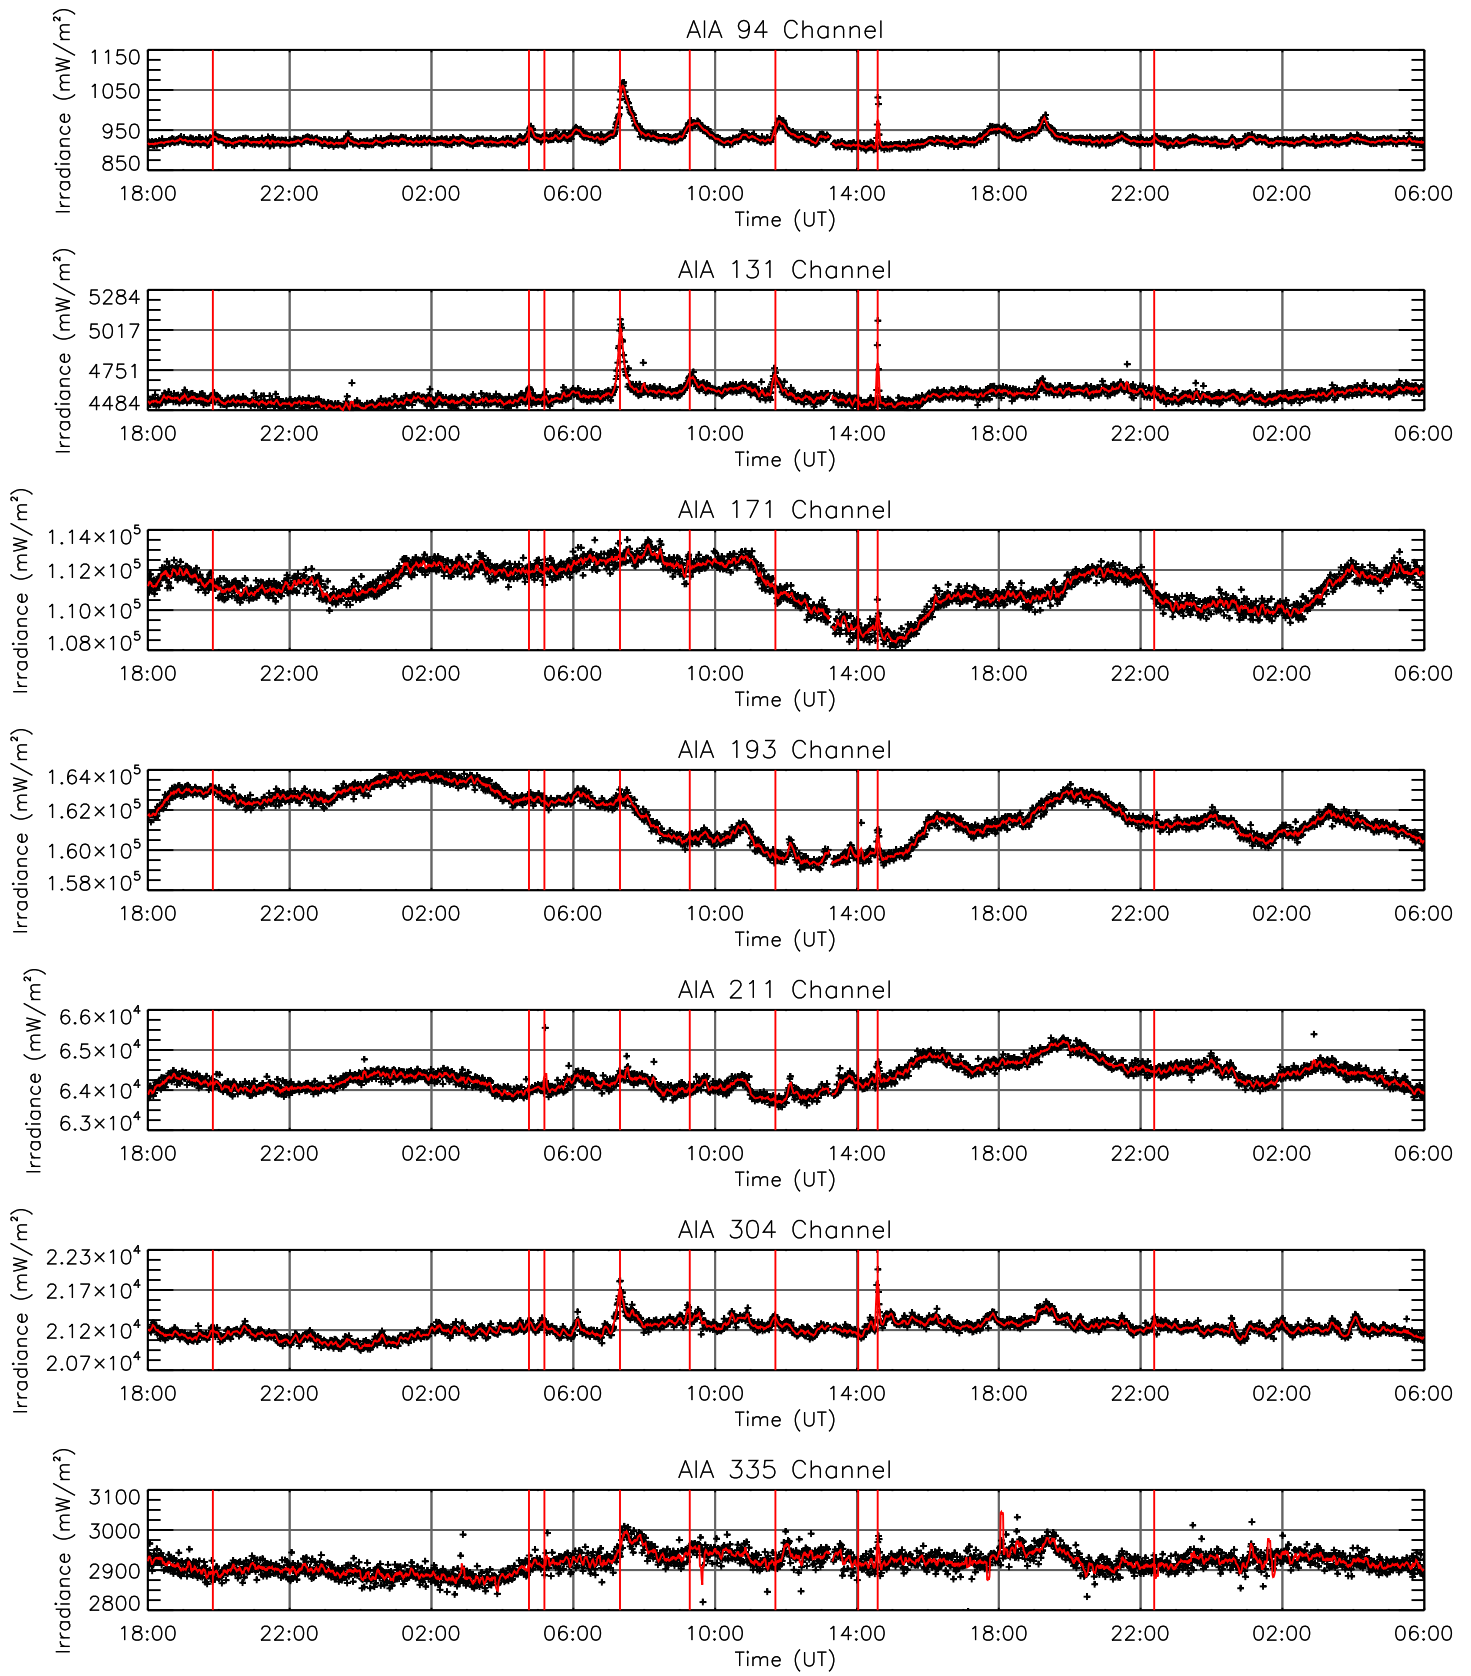 AIA 94 Channel
Irradiance (mW/m²)
1150
1050
950
850
18:00 22:00 02:00 06:00 10:00 14:00 18:00 22:00 02:00 06:00
Time (UT)
AIA 131 Channel
Irradiance (mW/m²)
5284
5017
4751
4484
18:00 22:00 02:00 06:00 10:00 14:00 18:00 22:00 02:00 06:00
Time (UT)
AIA 171 Channel
Irradiance (mW/m²)
1.14×10⁵
1.12×10⁵
1.10×10⁵
1.08×10⁵
18:00 22:00 02:00 06:00 10:00 14:00 18:00 22:00 02:00 06:00
Time (UT)
AIA 193 Channel
Irradiance (mW/m²)
1.64×10⁵
1.62×10⁵
1.60×10⁵
1.58×10⁵
18:00 22:00 02:00 06:00 10:00 14:00 18:00 22:00 02:00 06:00
Time (UT)
AIA 211 Channel
Irradiance (mW/m²)
6.6×10⁴
6.5×10⁴
6.4×10⁴
6.3×10⁴
18:00 22:00 02:00 06:00 10:00 14:00 18:00 22:00 02:00 06:00
Time (UT)
AIA 304 Channel
Irradiance (mW/m²)
2.23×10⁴
2.17×10⁴
2.12×10⁴
2.07×10⁴
18:00 22:00 02:00 06:00 10:00 14:00 18:00 22:00 02:00 06:00
Time (UT)
AIA 335 Channel
Irradiance (mW/m²)
3100
3000
2900
2800
18:00 22:00 02:00 06:00 10:00 14:00 18:00 22:00 02:00 06:00
Time (UT)